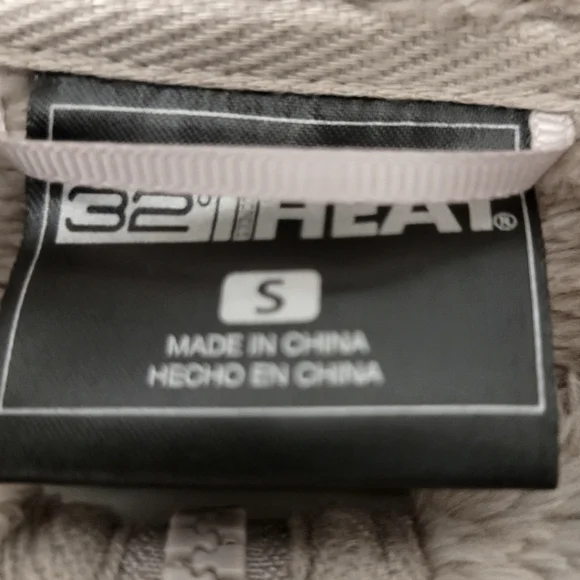 32° HEAT®
S
MADE IN CHINA
HECHO EN CHINA